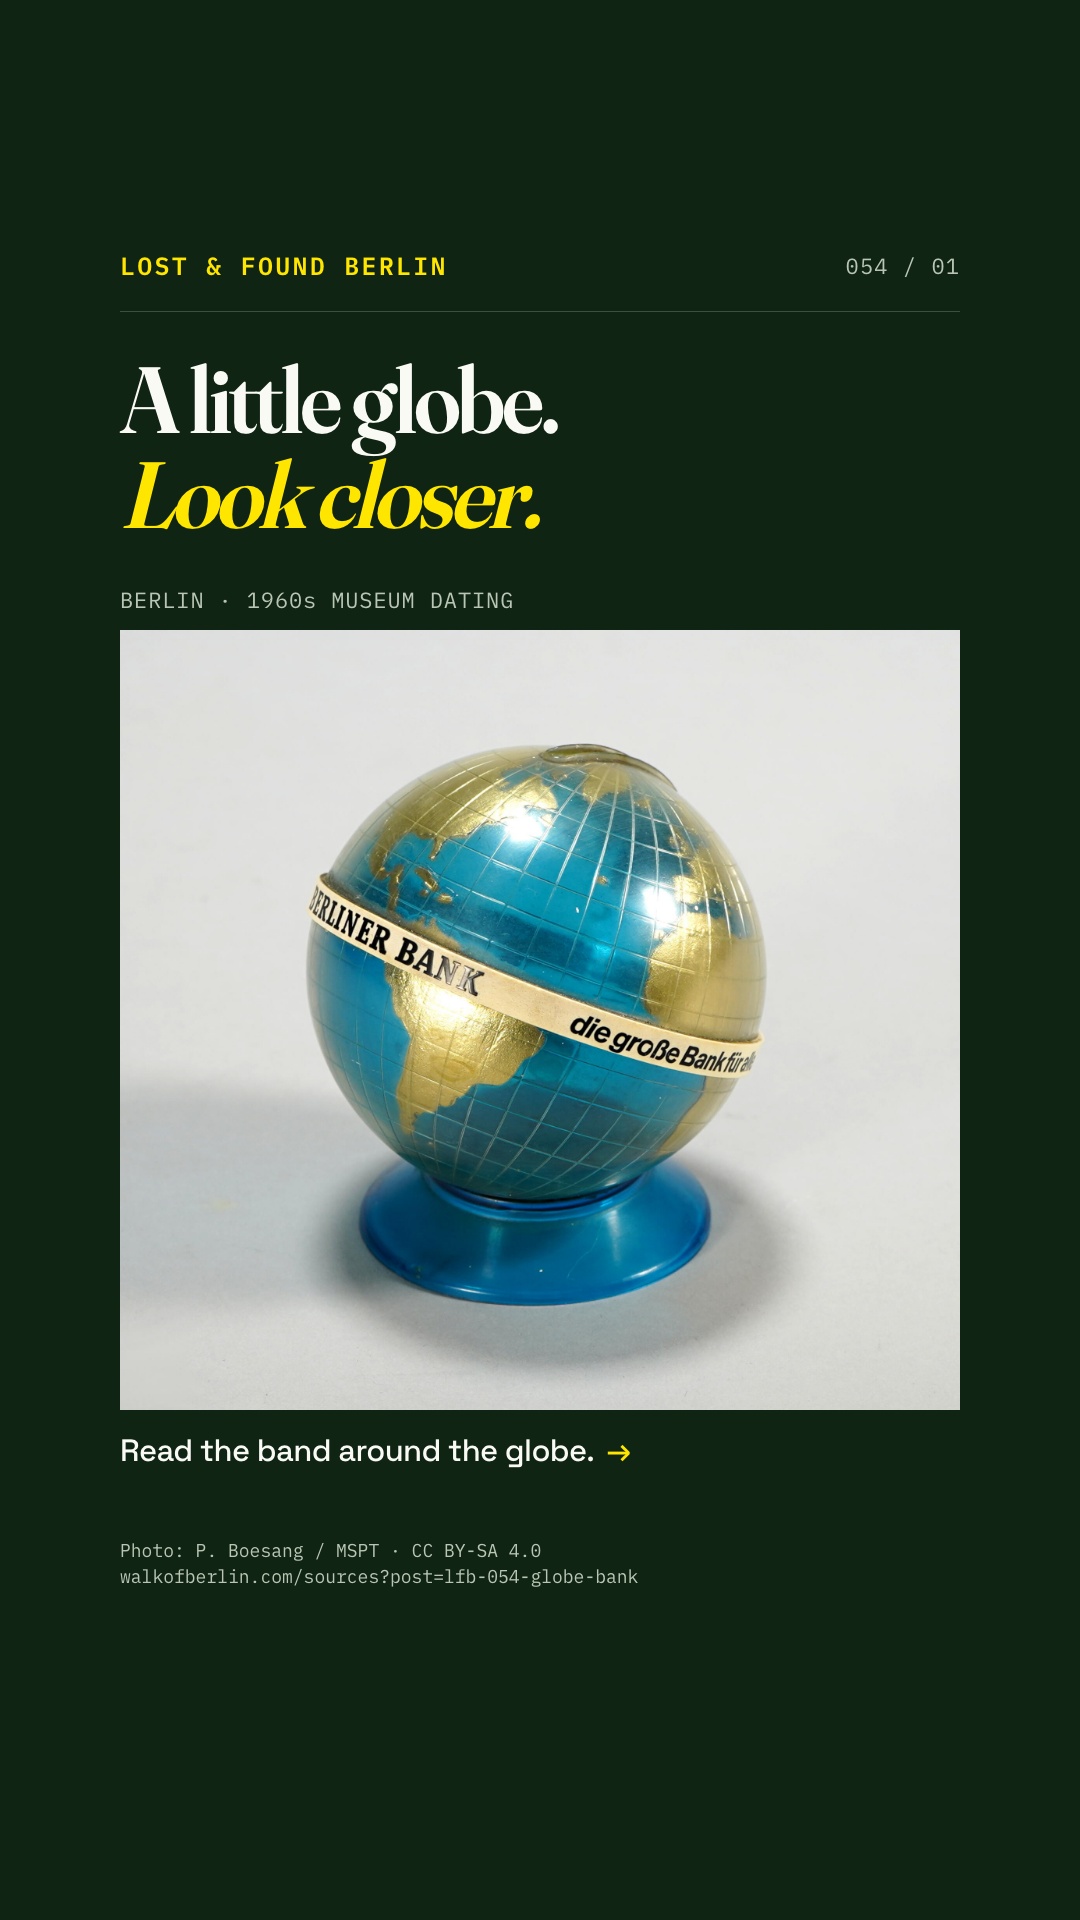 LOST & FOUND BERLIN
054 / 01
A little globe.
Look closer.
BERLIN · 1960s MUSEUM DATING
BERLINER BANK
die große Bank für alle
Read the band around the globe. →
Photo: P. Boesang / MSPT · CC BY-SA 4.0
walkofberlin.com/sources?post=lfb-054-globe-bank